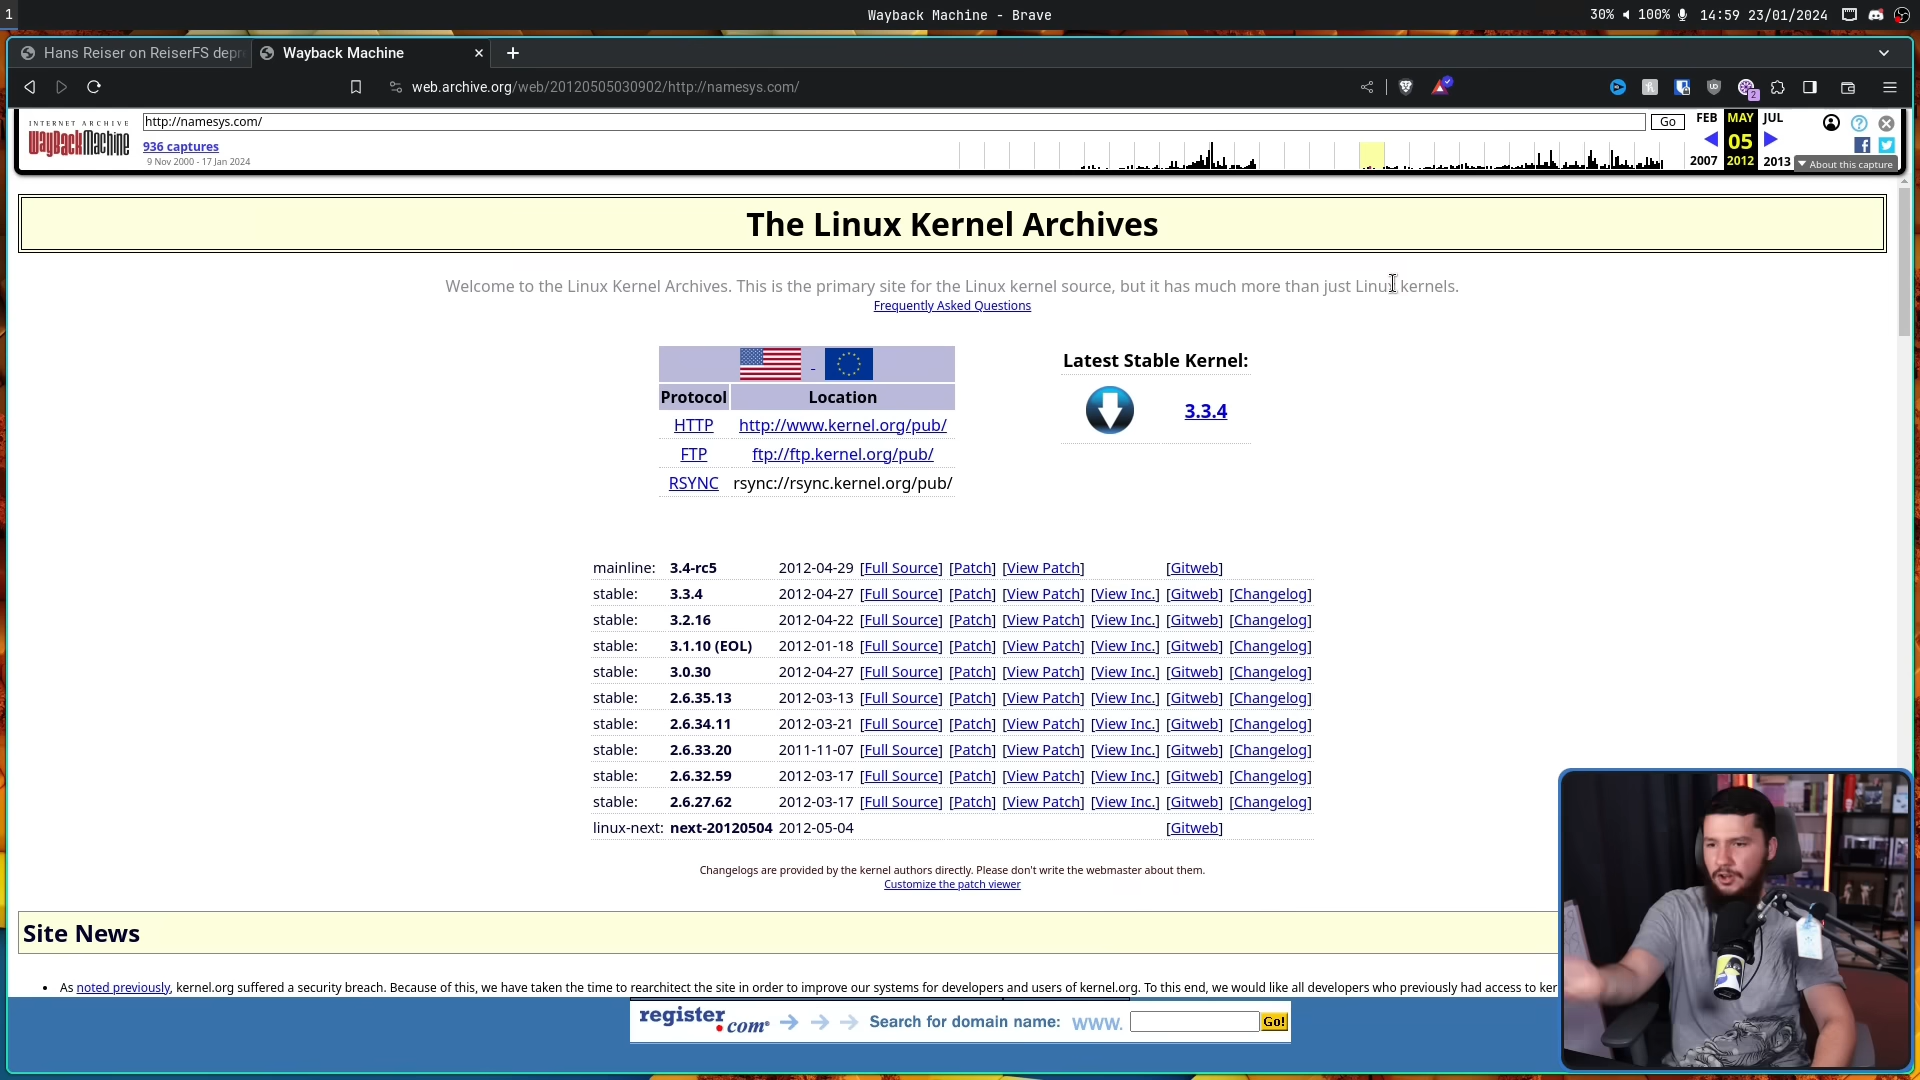 1
Wayback Machine - Brave
30% 100% 14:59 23/01/2024
Hans Reiser on ReiserFS depr
Wayback Machine
web.archive.org/web/20120505030902/http://namesys.com/
2
INTERNET ARCHIVE
WayBackMachine
http://namesys.com/
Go
936 captures
9 Nov 2000 - 17 Jan 2024
FEB MAY JUL
05
2007 2012 2013
About this capture
The Linux Kernel Archives
Welcome to the Linux Kernel Archives. This is the primary site for the Linux kernel source, but it has much more than just Linux kernels.
Frequently Asked Questions
-
Protocol Location
HTTP http://www.kernel.org/pub/
FTP ftp://ftp.kernel.org/pub/
RSYNC rsync://rsync.kernel.org/pub/
Latest Stable Kernel:
3.3.4
mainline: 3.4-rc5 2012-04-29 [Full Source] [Patch] [View Patch] [Gitweb]
stable: 3.3.4 2012-04-27 [Full Source] [Patch] [View Patch] [View Inc.] [Gitweb] [Changelog]
stable: 3.2.16 2012-04-22 [Full Source] [Patch] [View Patch] [View Inc.] [Gitweb] [Changelog]
stable: 3.1.10 (EOL) 2012-01-18 [Full Source] [Patch] [View Patch] [View Inc.] [Gitweb] [Changelog]
stable: 3.0.30 2012-04-27 [Full Source] [Patch] [View Patch] [View Inc.] [Gitweb] [Changelog]
stable: 2.6.35.13 2012-03-13 [Full Source] [Patch] [View Patch] [View Inc.] [Gitweb] [Changelog]
stable: 2.6.34.11 2012-03-21 [Full Source] [Patch] [View Patch] [View Inc.] [Gitweb] [Changelog]
stable: 2.6.33.20 2011-11-07 [Full Source] [Patch] [View Patch] [View Inc.] [Gitweb] [Changelog]
stable: 2.6.32.59 2012-03-17 [Full Source] [Patch] [View Patch] [View Inc.] [Gitweb] [Changelog]
stable: 2.6.27.62 2012-03-17 [Full Source] [Patch] [View Patch] [View Inc.] [Gitweb] [Changelog]
linux-next: next-20120504 2012-05-04 [Gitweb]
Changelogs are provided by the kernel authors directly. Please don't write the webmaster about them.
Customize the patch viewer
Site News
• As noted previously, kernel.org suffered a security breach. Because of this, we have taken the time to rearchitect the site in order to improve our systems for developers and users of kernel.org. To this end, we would like all developers who previously had access to ker
register.com Search for domain name: www. Go!